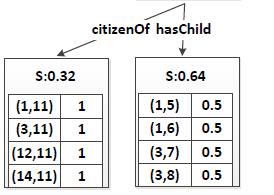 citizenOf hasChild
S:0.32
(1,11) 1
(3,11) 1
(12,11) 1
(14,11) 1
S:0.64
(1,5) 0.5
(1,6) 0.5
(3,7) 0.5
(3,8) 0.5